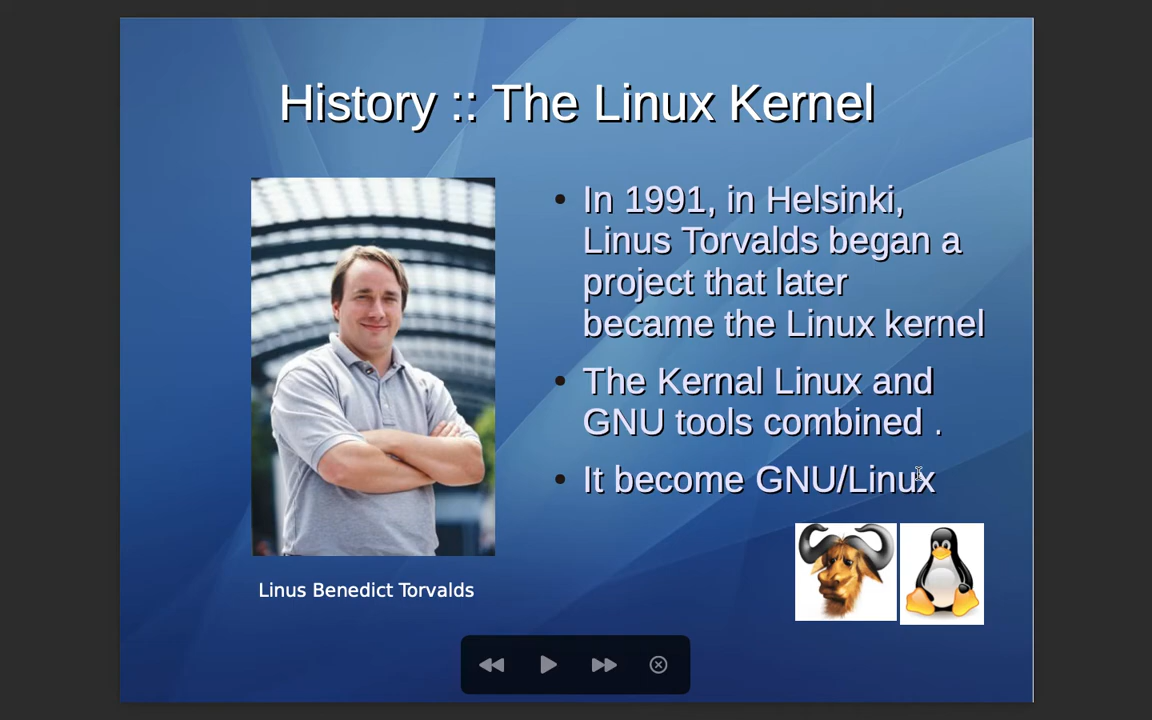 History :: The Linux Kernel
In 1991, in Helsinki,
Linus Torvalds began a
project that later
became the Linux kernel
The Kernal Linux and
GNU tools combined .
It become GNU/Linux
Linus Benedict Torvalds